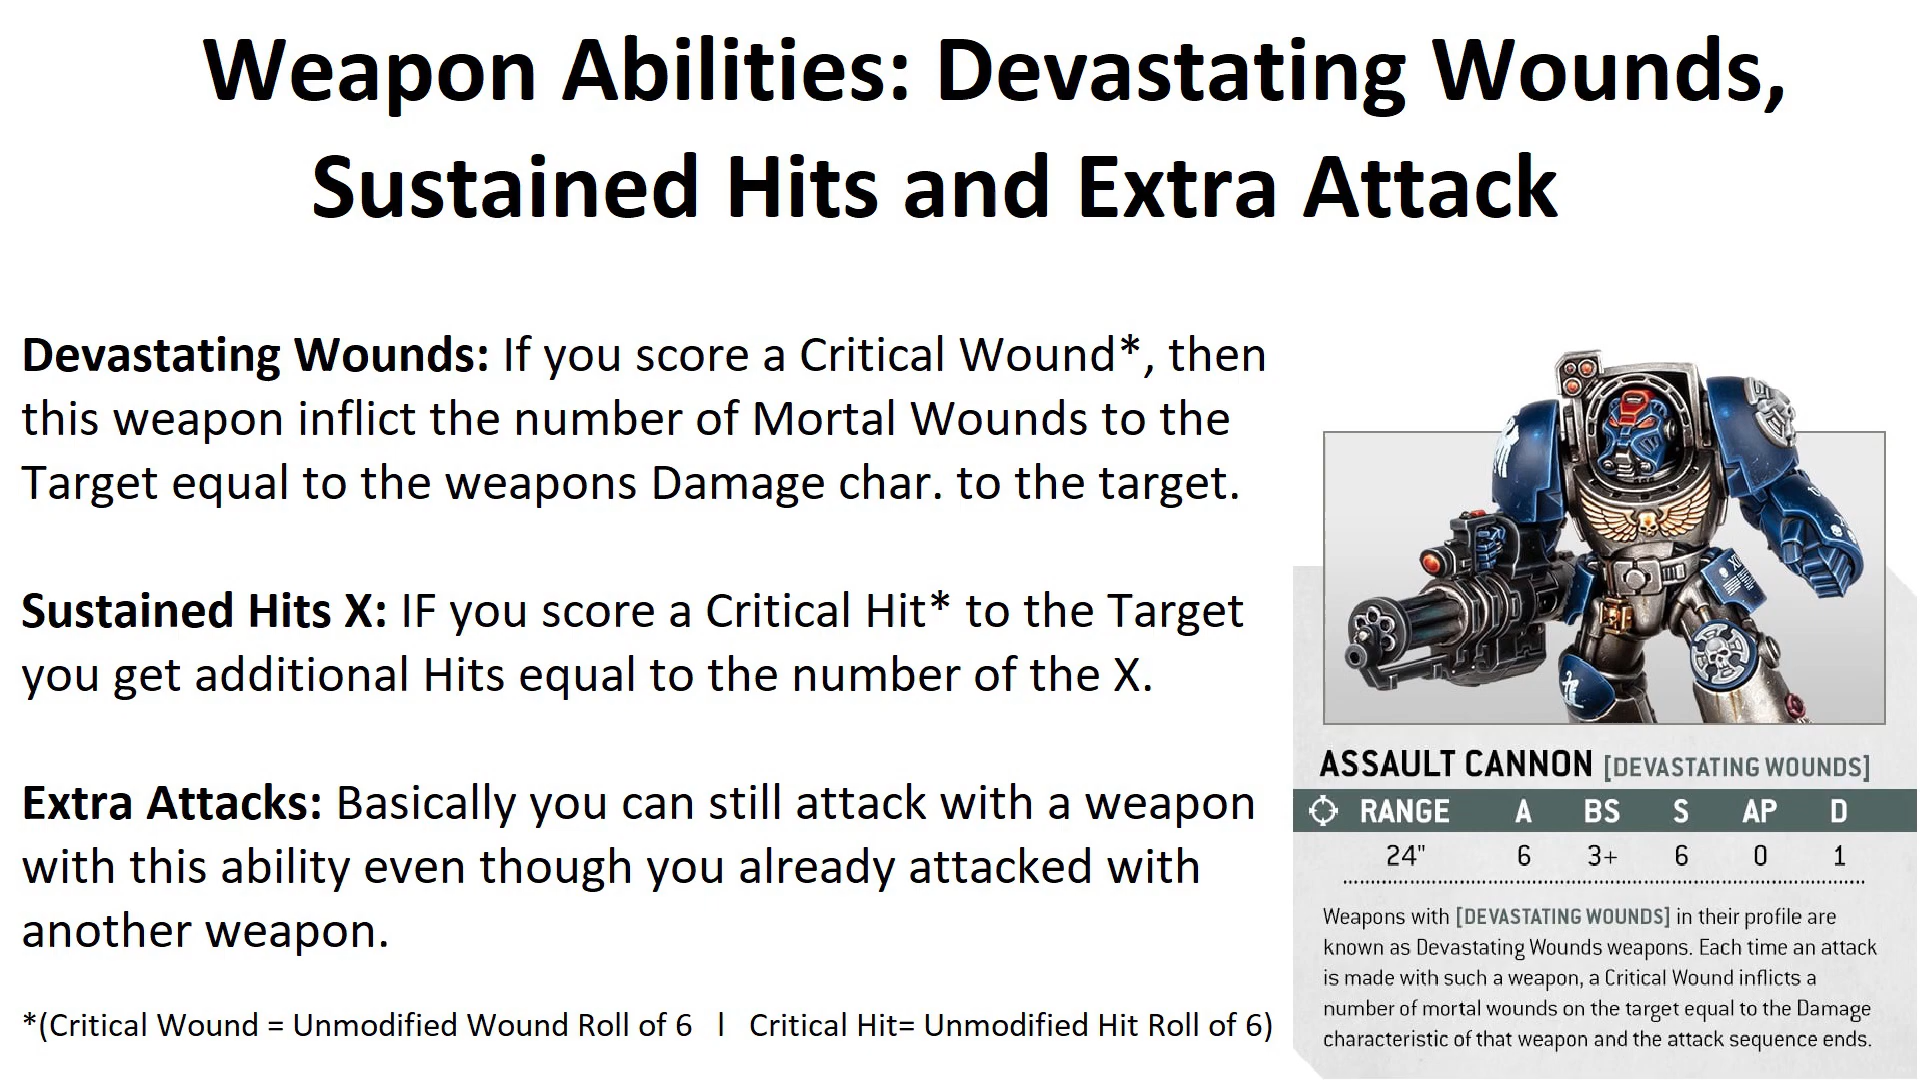 Weapon Abilities: Devastating Wounds,
Sustained Hits and Extra Attack
Devastating Wounds: If you score a Critical Wound*, then
this weapon inflict the number of Mortal Wounds to the
Target equal to the weapons Damage char. to the target.
Sustained Hits X: IF you score a Critical Hit* to the Target
you get additional Hits equal to the number of the X.
Extra Attacks: Basically you can still attack with a weapon
with this ability even though you already attacked with
another weapon.
*(Critical Wound = Unmodified Wound Roll of 6 l Critical Hit= Unmodified Hit Roll of 6)
ASSAULT CANNON [DEVASTATING WOUNDS]
RANGE A BS S AP D
24" 6 3+ 6 0 1
Weapons with [DEVASTATING WOUNDS] in their profile are
known as Devastating Wounds weapons. Each time an attack
is made with such a weapon, a Critical Wound inflicts a
number of mortal wounds on the target equal to the Damage
characteristic of that weapon and the attack sequence ends.